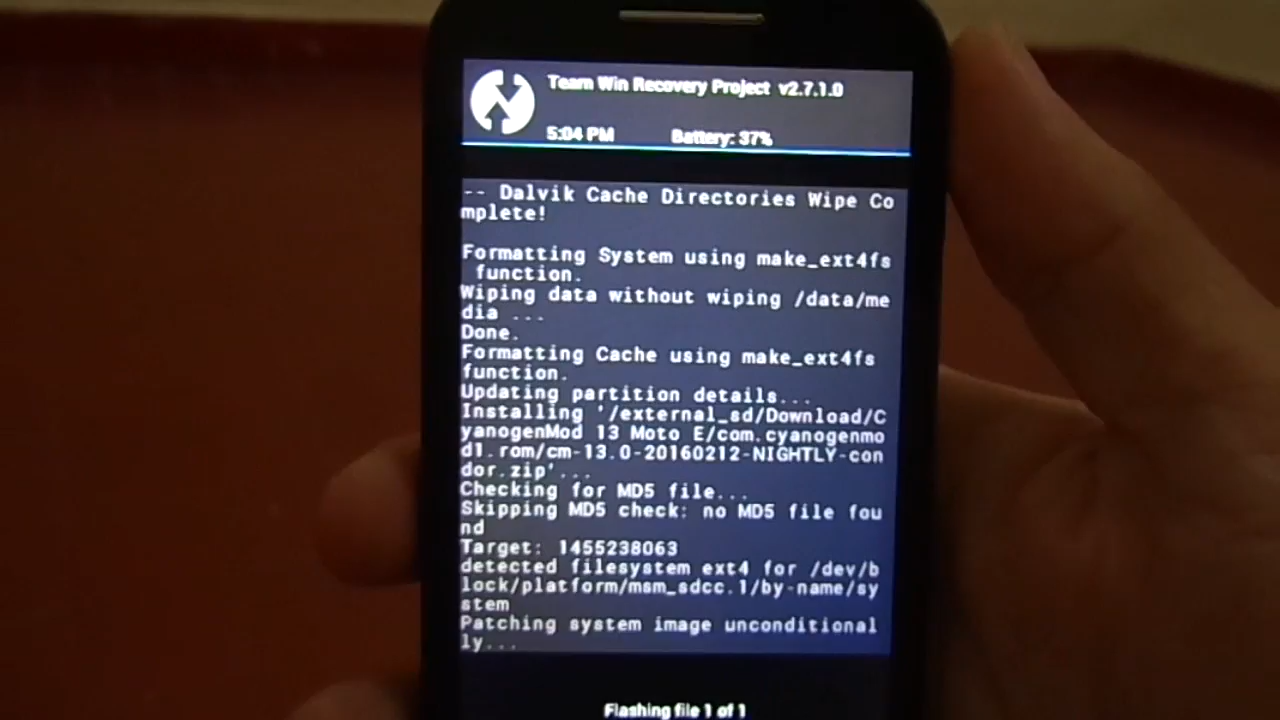 Team Win Recovery Project v2.7.1.0
5:04 PM Battery: 37%
-- Dalvik Cache Directories Wipe Co
mplete!
Formatting System using make_ext4fs
function.
Wiping data without wiping /data/me
dia ...
Done.
Formatting Cache using make_ext4fs
function.
Updating partition details...
Installing '/external_sd/Download/C
yanogenMod 13 Moto E/com.cyanogenmo
d1.rom/cm-13.0-20160212-NIGHTLY-con
dor.zip'...
Checking for MD5 file...
Skipping MD5 check: no MD5 file fou
nd
Target: 1455238063
detected filesystem ext4 for /dev/b
lock/platform/msm_sdcc.1/by-name/sy
stem
Patching system image unconditional
ly...
Flashing file 1 of 1